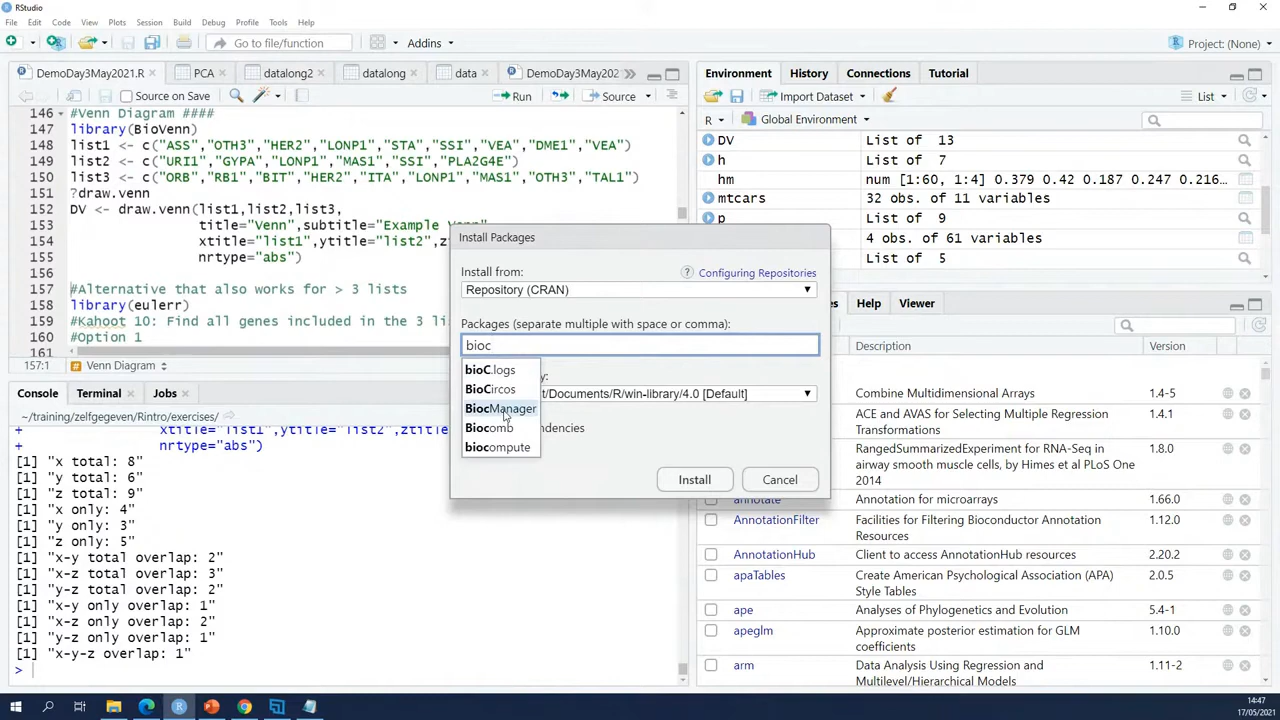 RStudio
File Edit Code View Plots Session Build Debug Profile Tools Help
Go to file/function
Addins
Project: (None)
DemoDay3May2021.R
PCA
datalong2
datalong
data
DemoDay3May202
Source on Save
Run
Source
146 #Venn Diagram ####
147 library(BioVenn)
148 list1 <- c("ASS","OTH3","HER2","LONP1","STA","SSI","VEA","DME1","VEA")
149 list2 <- c("URI1","GYPA","LONP1","MAS1","SSI","PLA2G4E")
150 list3 <- c("ORB","RB1","BIT","HER2","ITA","LONP1","MAS1","OTH3","TAL1")
151 ?draw.venn
152 DV <- draw.venn(list1,list2,list3,
153 title="Venn",subtitle="Example Venn"
154 xtitle="list1",ytitle="list2",z
155 nrtype="abs")
156
157 #Alternative that also works for > 3 lists
158 library(eulerr)
159 #Kahoot 10: Find all genes included in the 3 li
160 #Option 1
161
157:1
Venn Diagram
Console Terminal Jobs
~/training/zelfgegeven/Rintro/exercises/
+ xtitle="list1",ytitle="list2",ztitle
+ nrtype="abs")
[1] "x total: 8"
[1] "y total: 6"
[1] "z total: 9"
[1] "x only: 4"
[1] "y only: 3"
[1] "z only: 5"
[1] "x-y total overlap: 2"
[1] "x-z total overlap: 3"
[1] "y-z total overlap: 2"
[1] "x-y only overlap: 1"
[1] "x-z only overlap: 2"
[1] "y-z only overlap: 1"
[1] "x-y-z overlap: 1"
>
Install Packages
Install from:
Configuring Repositories
Repository (CRAN)
Packages (separate multiple with space or comma):
bioc
bioC.logs
BioCircos
BiocManager
Biocomb
biocompute
y:
t/Documents/R/win-library/4.0 [Default]
ndencies
Install
Cancel
Environment History Connections Tutorial
Import Dataset
List
R
Global Environment
DV List of 13
h List of 7
hm num [1:60, 1:4] 0.379 0.42 0.187 0.247 0.216…
mtcars 32 obs. of 11 variables
p List of 9
4 obs. of 61 variables
List of 5
es Help Viewer
Description Version
Combine Multidimensional Arrays 1.4-5
ACE and AVAS for Selecting Multiple Regression Transformations 1.4.1
RangedSummarizedExperiment for RNA-Seq in 1.8.0
airway smooth muscle cells, by Himes et al PLoS One
2014
annotate Annotation for microarrays 1.66.0
AnnotationFilter Facilities for Filtering Bioconductor Annotation 1.12.0
Resources
AnnotationHub Client to access AnnotationHub resources 2.20.2
apaTables Create American Psychological Association (APA) 2.0.5
Style Tables
ape Analyses of Phylogenetics and Evolution 5.4-1
apeglm Approximate posterior estimation for GLM 1.10.0
coefficients
arm Data Analysis Using Regression and 1.11-2
Multilevel/Hierarchical Models
14:47
17/05/2021